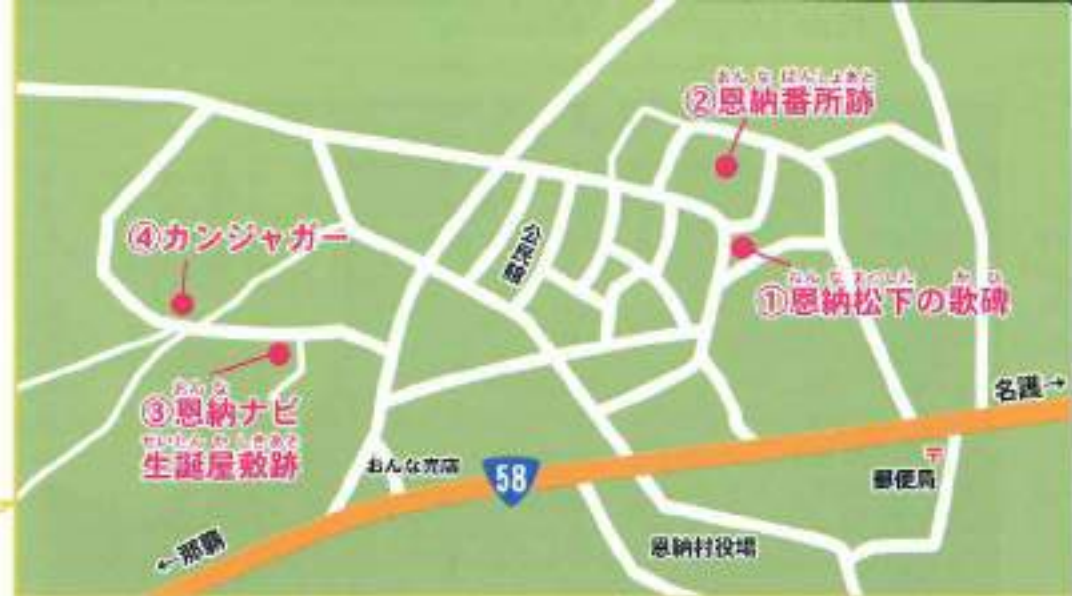 おんなばんしょあと
②恩納番所跡
④カンジャガー
公民館
なんなまっした かひ
①恩納松下の歌碑
おんな
③恩納ナビ
せいたんやしきあと
生誕屋敷跡
名護→
おんな売店
58
〒
郵便局
恩納村役場
←那覇